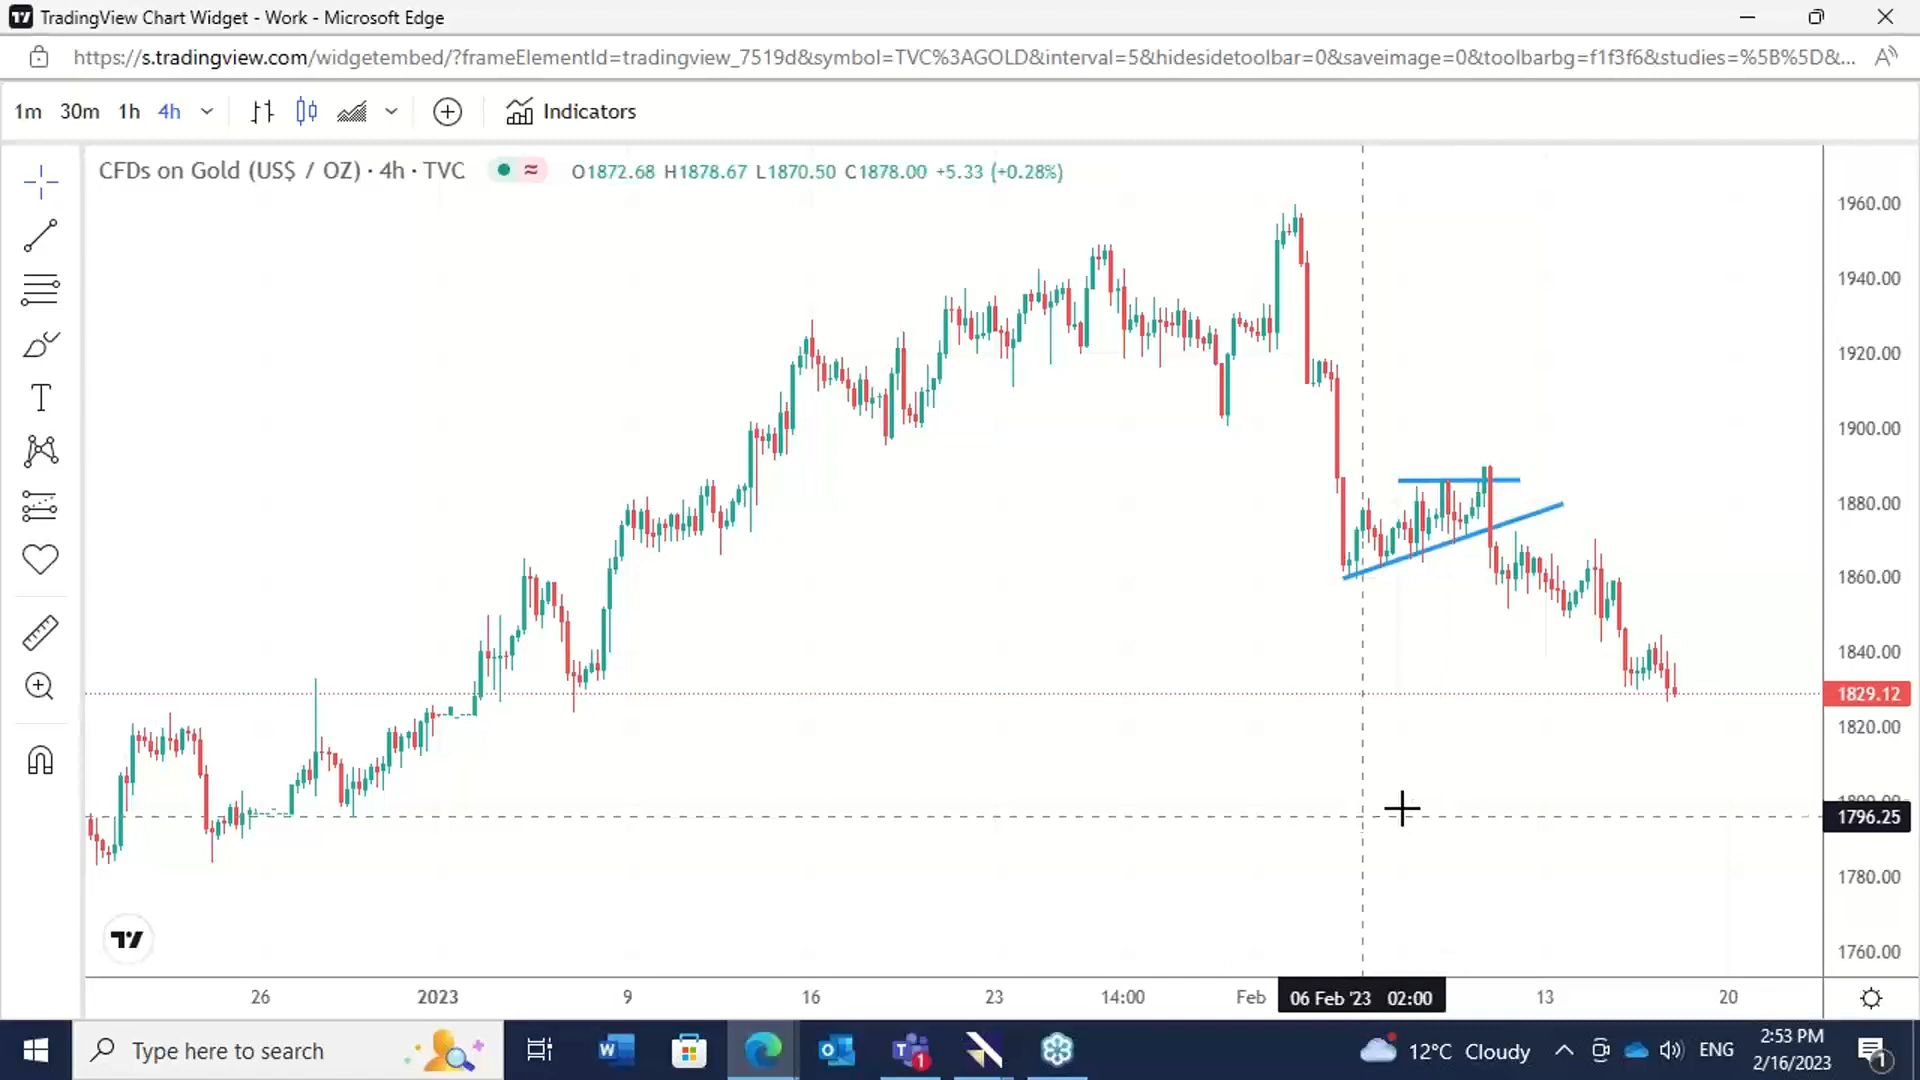 TradingView Chart Widget - Work - Microsoft Edge
https://s.tradingview.com/widgetembed/?frameElementId=tradingview_7519d&symbol=TVC%3AGOLD&interval=5&hidesidetoolbar=0&saveimage=0&toolbarbg=f1f3f6&studies=%5B%5D&...
1m 30m 1h 4h Indicators
CFDs on Gold (US$ / OZ) · 4h · TVC O1872.68 H1878.67 L1870.50 C1878.00 +5.33 (+0.28%)
1960.00
1940.00
1920.00
1900.00
1880.00
1860.00
1840.00
1829.12
1820.00
1800.00
1796.25
1780.00
1760.00
26 2023 9 16 23 14:00 Feb 06 Feb '23 02:00 13 20
Type here to search
12°C Cloudy
ENG
2:53 PM
2/16/2023
1
1